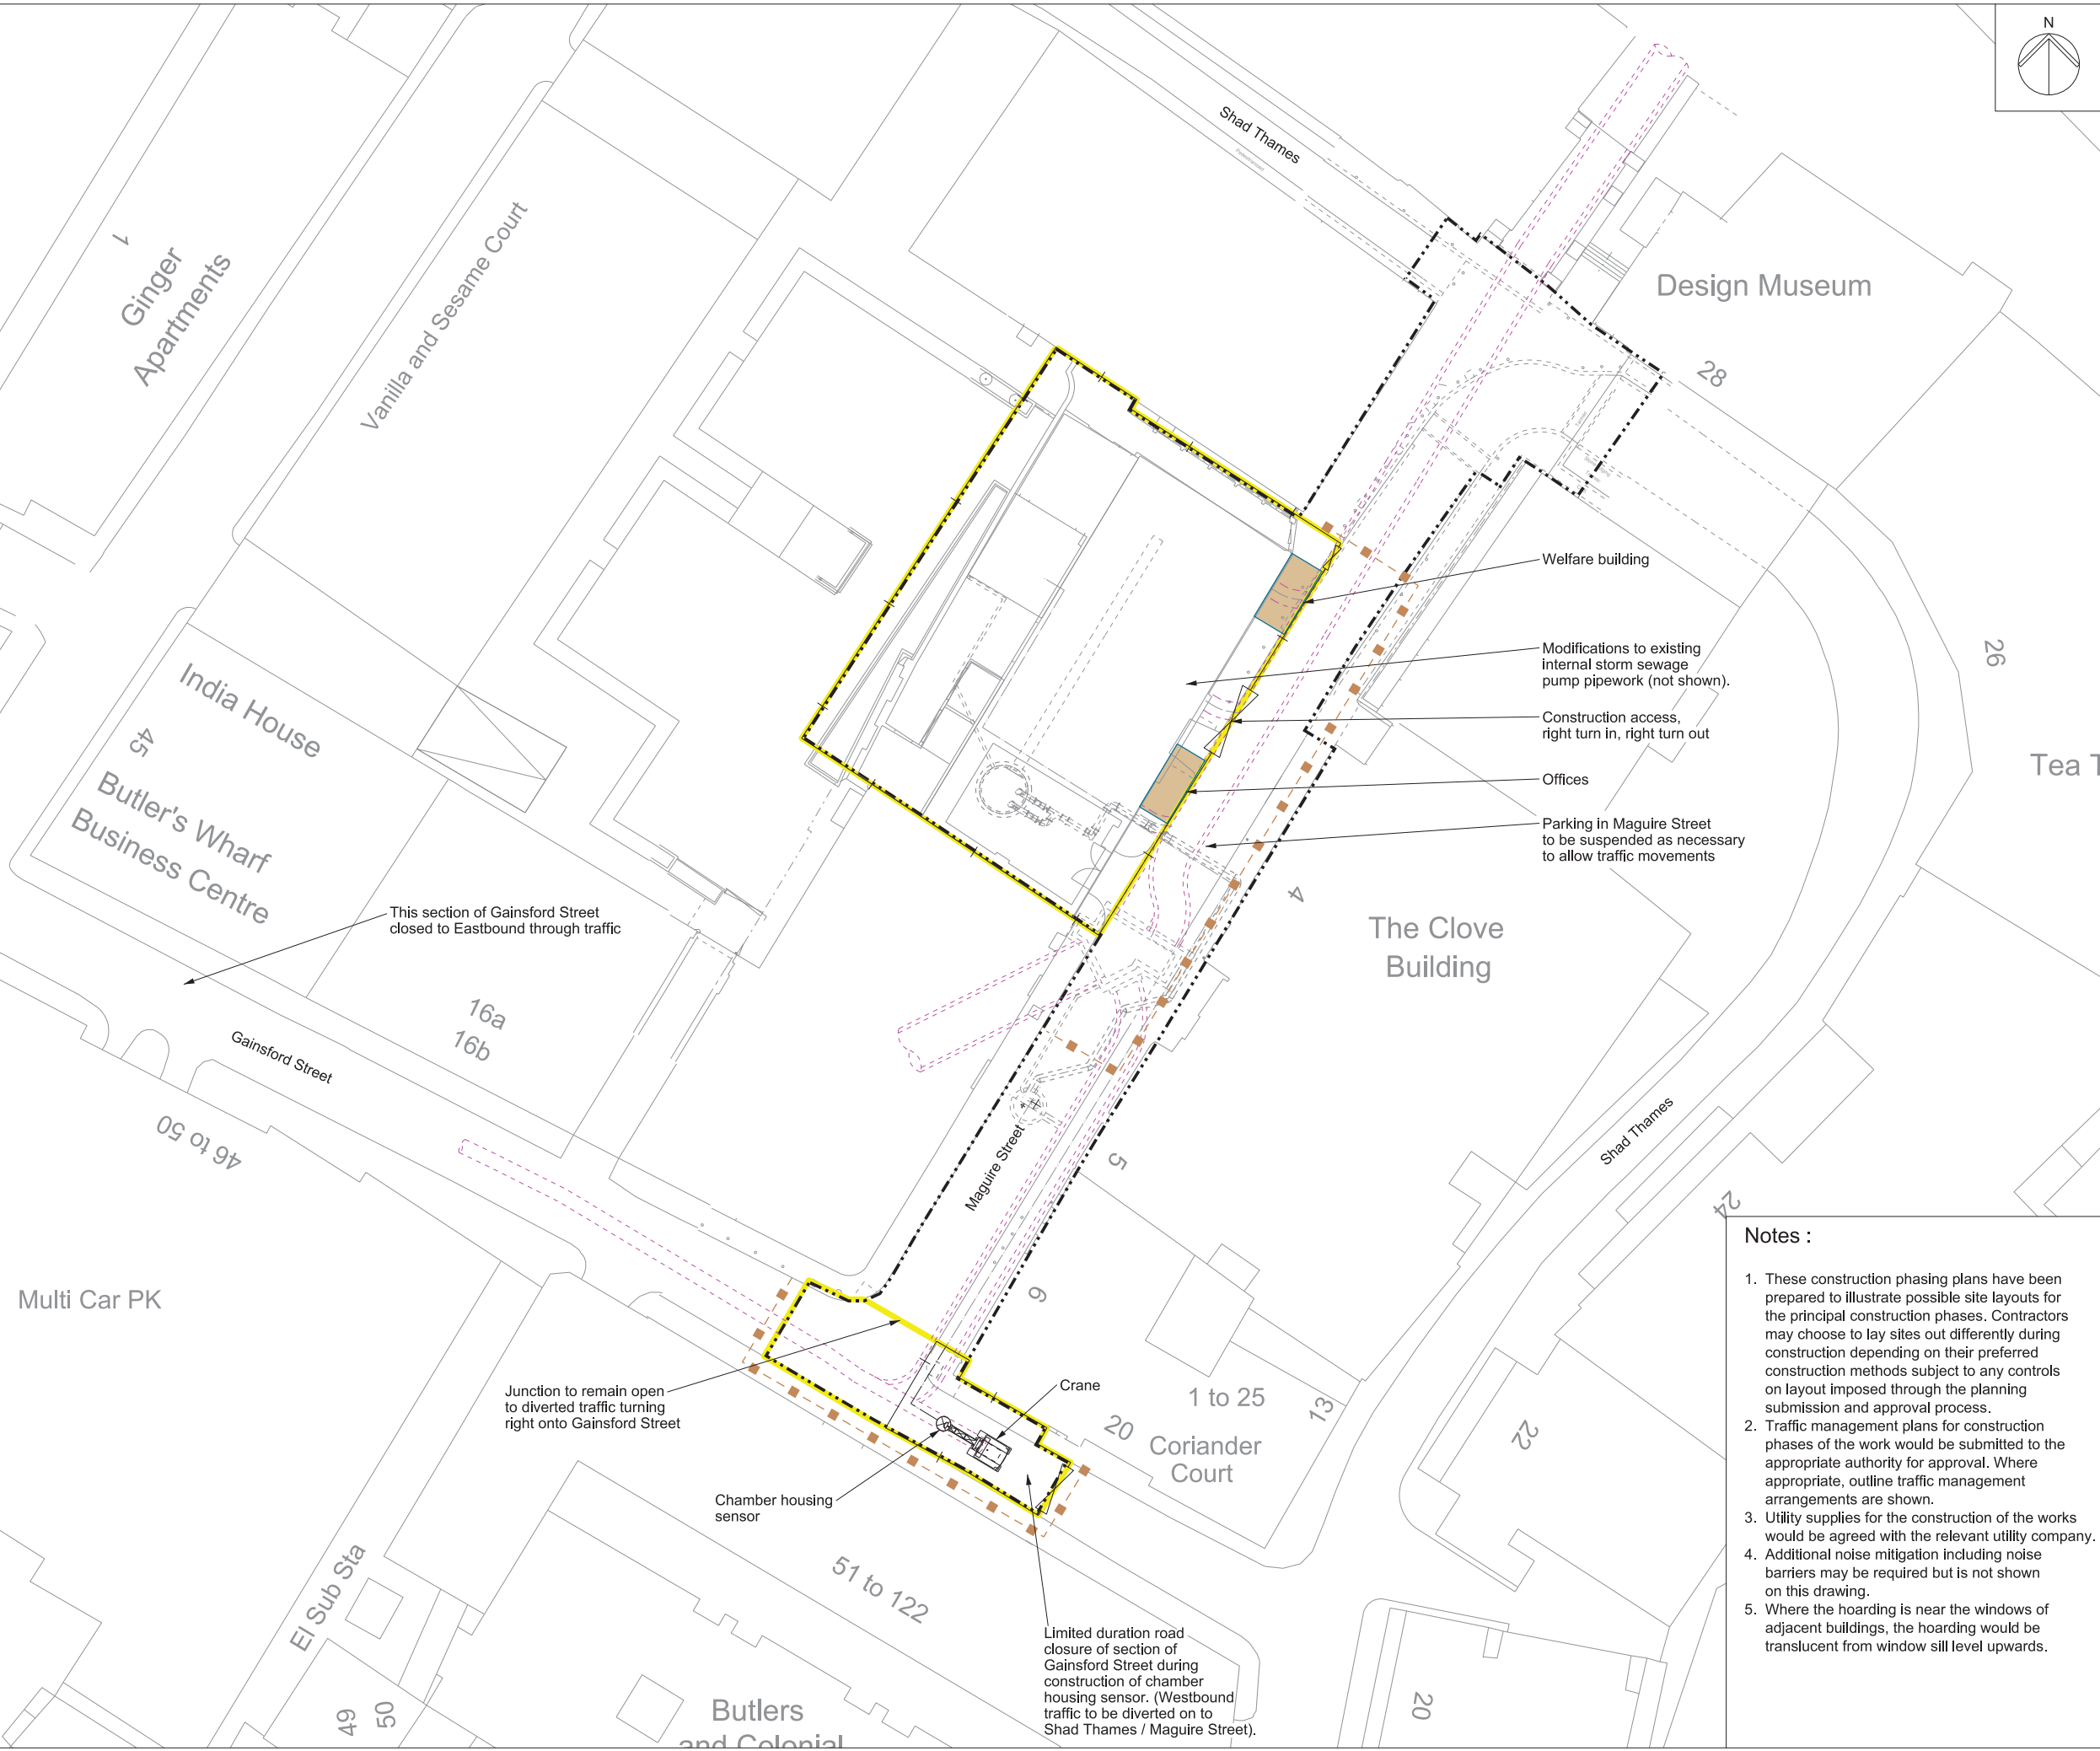 N
Shad Thames
Design Museum
28
1
Ginger
Apartments
Vanilla and Sesame Court
26
Welfare building
Modifications to existing
internal storm sewage
pump pipework (not shown).
Construction access,
right turn in, right turn out
Offices
Parking in Maguire Street
to be suspended as necessary
to allow traffic movements
India House
45
Butler's Wharf
Business Centre
Tea T
4
The Clove
Building
This section of Gainsford Street
closed to Eastbound through traffic
16a
16b
Gainsford Street
46 to 50
Maguire Street
5
Shad Thames
24
6
Multi Car PK
Junction to remain open
to diverted traffic turning
right onto Gainsford Street
Crane
1 to 25
13
20
Coriander
Court
22
Chamber housing
sensor
51 to 122
El Sub Sta
Limited duration road
closure of section of
Gainsford Street during
construction of chamber
housing sensor. (Westbound
traffic to be diverted on to
Shad Thames / Maguire Street).
49
50
Butlers
and Colonial
20
Notes :
1. These construction phasing plans have been
prepared to illustrate possible site layouts for
the principal construction phases. Contractors
may choose to lay sites out differently during
construction depending on their preferred
construction methods subject to any controls
on layout imposed through the planning
submission and approval process.
2. Traffic management plans for construction
phases of the work would be submitted to the
appropriate authority for approval. Where
appropriate, outline traffic management
arrangements are shown.
3. Utility supplies for the construction of the works
would be agreed with the relevant utility company.
4. Additional noise mitigation including noise
barriers may be required but is not shown
on this drawing.
5. Where the hoarding is near the windows of
adjacent buildings, the hoarding would be
translucent from window sill level upwards.